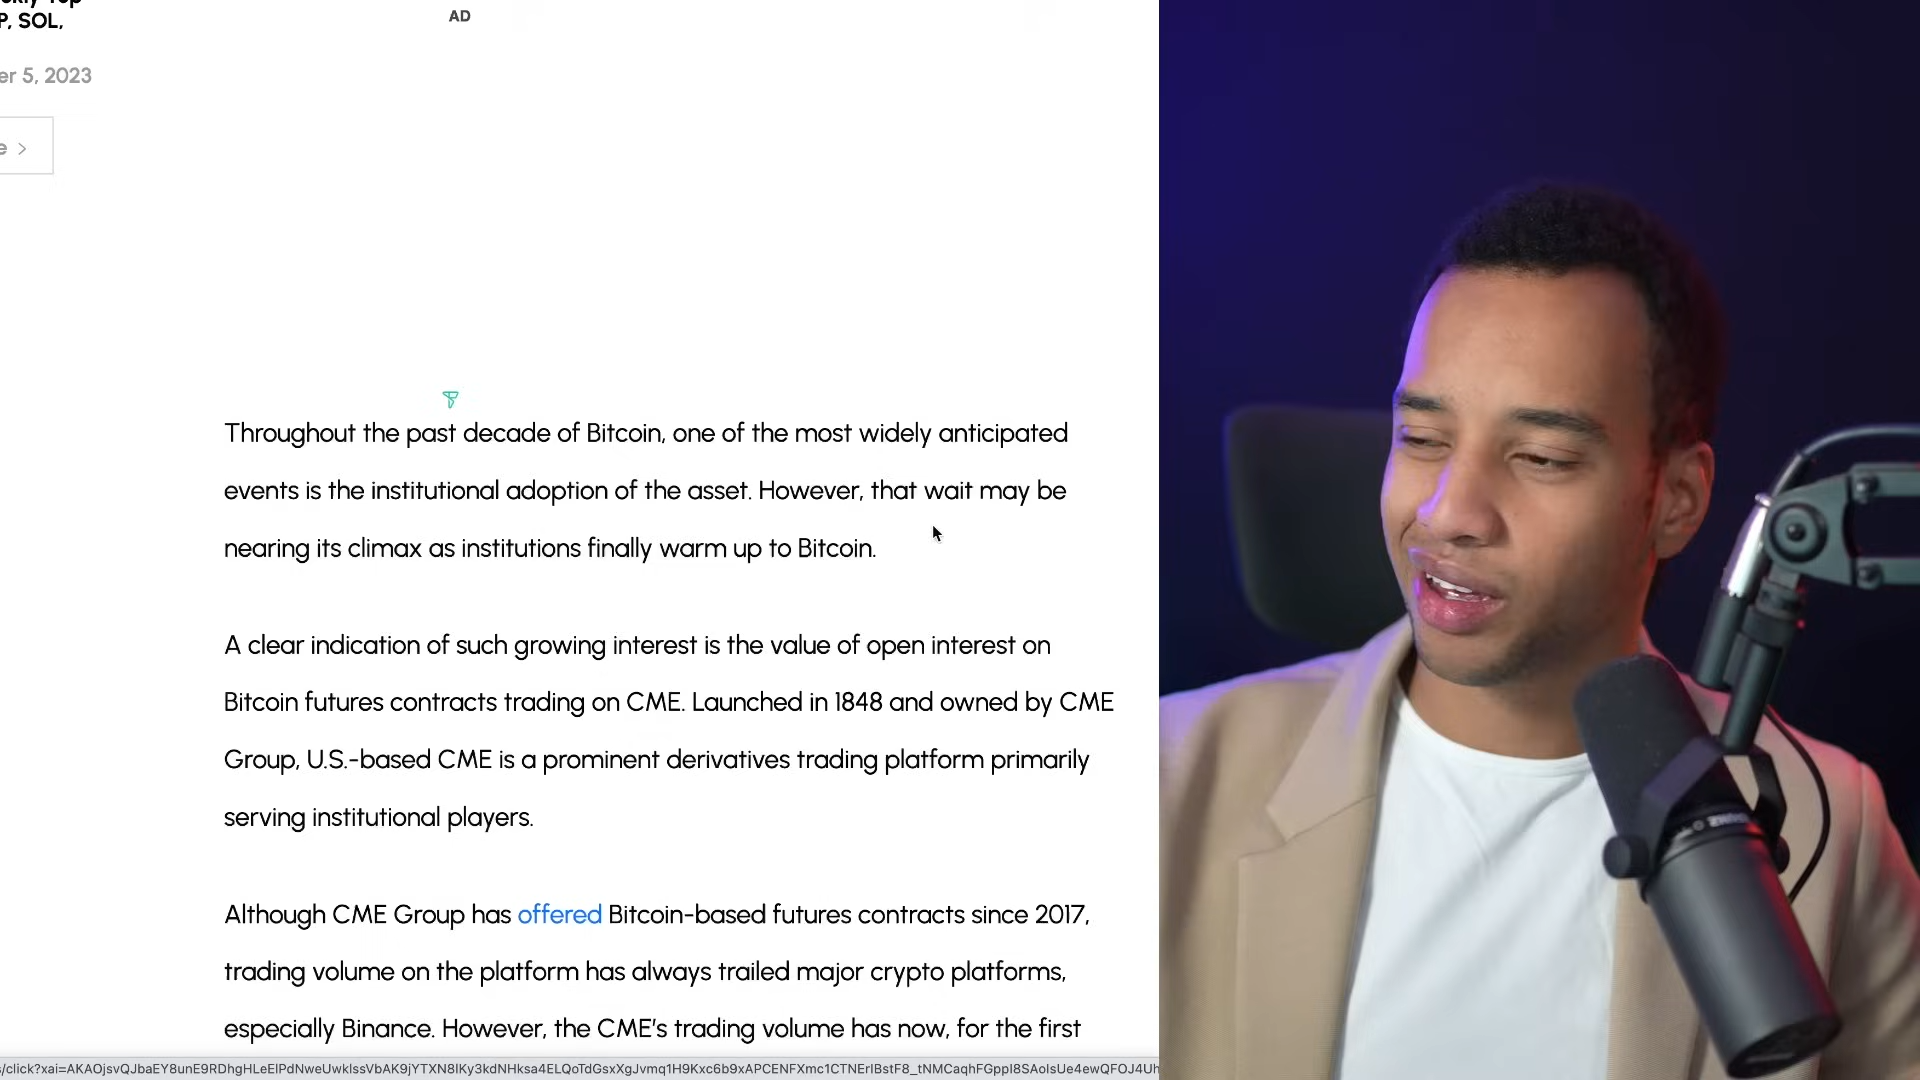 P, SOL,
AD
er 5, 2023
e >
Throughout the past decade of Bitcoin, one of the most widely anticipated
events is the institutional adoption of the asset. However, that wait may be
nearing its climax as institutions finally warm up to Bitcoin.
A clear indication of such growing interest is the value of open interest on
Bitcoin futures contracts trading on CME. Launched in 1848 and owned by CME
Group, U.S.-based CME is a prominent derivatives trading platform primarily
serving institutional players.
Although CME Group has offered Bitcoin-based futures contracts since 2017,
trading volume on the platform has always trailed major crypto platforms,
especially Binance. However, the CME's trading volume has now, for the first